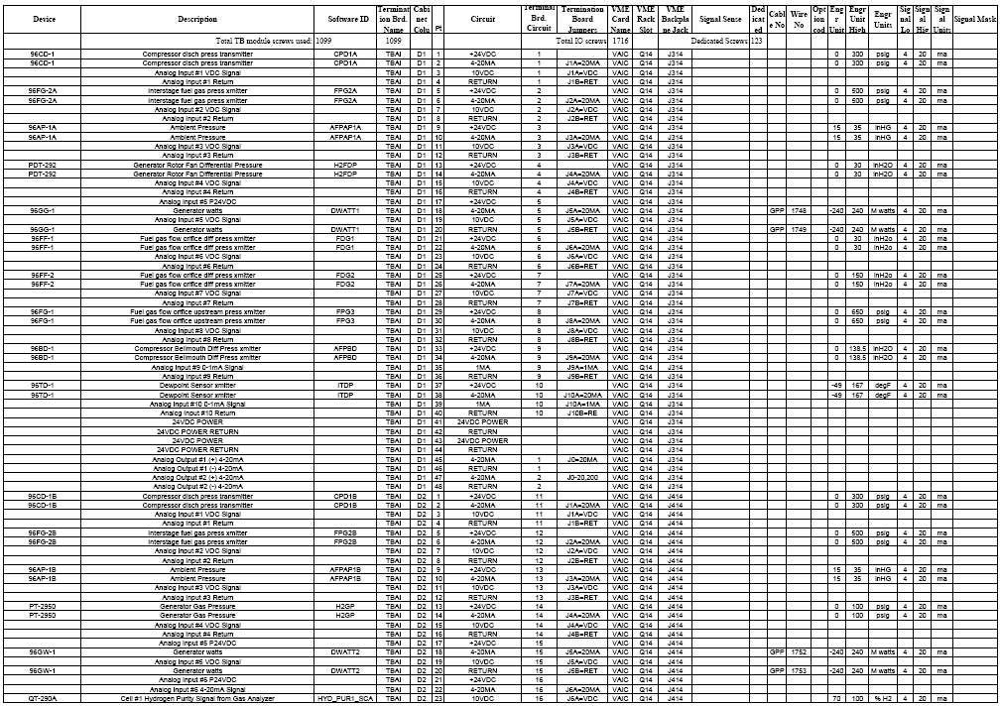 Device Description Software ID Terminat ion Brd. Name Cabi net Colu Pt Circuit Terminal Brd. Circuit Termination Board Jumpers VME Card Name VME Rack Slot VME Backpla ne Jack Signal Sense Ded icat ed Cabl e No Wire No Opt ion cod Engr Unit Engr Unit High Engr Units Sig nal Lo Sign al Hig Sign al Units Signal Mask
Total TB module screws used: 1099 1099 Total IO screws 1716 Dedicated Screws: 123
96CD-1 Compressor disch press transmitter CPD1A TBAI D1 1 +24VDC 1 VAIC Q14 J314 0 300 psig 4 20 ma
96CD-1 Compressor disch press transmitter CPD1A TBAI D1 2 4-20MA 1 J1A=20MA VAIC Q14 J314 0 300 psig 4 20 ma
Analog Input #1 VDC Signal TBAI D1 3 10VDC 1 J1A=VDC VAIC Q14 J314
Analog Input #1 Return TBAI D1 4 RETURN 1 J1B=RET VAIC Q14 J314
96FG-2A Interstage fuel gas press xmitter FPG2A TBAI D1 5 +24VDC 2 VAIC Q14 J314 0 500 psig 4 20 ma
96FG-2A Interstage fuel gas press xmitter FPG2A TBAI D1 6 4-20MA 2 J2A=20MA VAIC Q14 J314 0 500 psig 4 20 ma
Analog Input #2 VDC Signal TBAI D1 7 10VDC 2 J2A=VDC VAIC Q14 J314
Analog Input #2 Return TBAI D1 8 RETURN 2 J2B=RET VAIC Q14 J314
96AP-1A Ambient Pressure AFPAP1A TBAI D1 9 +24VDC 3 VAIC Q14 J314 15 35 InHG 4 20 ma
96AP-1A Ambient Pressure AFPAP1A TBAI D1 10 4-20MA 3 J3A=20MA VAIC Q14 J314 15 35 InHG 4 20 ma
Analog Input #3 VDC Signal TBAI D1 11 10VDC 3 J3A=VDC VAIC Q14 J314
Analog Input #3 Return TBAI D1 12 RETURN 3 J3B=RET VAIC Q14 J314
PDT-292 Generator Rotor Fan Differential Pressure H2FDP TBAI D1 13 +24VDC 4 VAIC Q14 J314 0 30 InH2O 4 20 ma
PDT-292 Generator Rotor Fan Differential Pressure H2FDP TBAI D1 14 4-20MA 4 J4A=20MA VAIC Q14 J314 0 30 InH2O 4 20 ma
Analog Input #4 VDC Signal TBAI D1 15 10VDC 4 J4A=VDC VAIC Q14 J314
Analog Input #4 Return TBAI D1 16 RETURN 4 J4B=RET VAIC Q14 J314
Analog Input #5 P24VDC TBAI D1 17 +24VDC 5 VAIC Q14 J314
96GG-1 Generator watts DWATT1 TBAI D1 18 4-20MA 5 J5A=20MA VAIC Q14 J314 GPP 1748 -240 240 M watts 4 20 ma
Analog Input #5 VDC Signal TBAI D1 19 10VDC 5 J5A=VDC VAIC Q14 J314
96GG-1 Generator watts DWATT1 TBAI D1 20 RETURN 5 J5B=RET VAIC Q14 J314 GPP 1749 -240 240 M watts 4 20 ma
96FF-1 Fuel gas flow orifice diff press xmitter FDG1 TBAI D1 21 +24VDC 6 VAIC Q14 J314 0 30 InH2o 4 20 ma
96FF-1 Fuel gas flow orifice diff press xmitter FDG1 TBAI D1 22 4-20MA 6 J6A=20MA VAIC Q14 J314 0 30 InH2o 4 20 ma
Analog Input #6 VDC Signal TBAI D1 23 10VDC 6 J6A=VDC VAIC Q14 J314
Analog Input #6 Return TBAI D1 24 RETURN 6 J6B=RET VAIC Q14 J314
96FF-2 Fuel gas flow orifice diff press xmitter FDG2 TBAI D1 25 +24VDC 7 VAIC Q14 J314 0 150 InH2o 4 20 ma
96FF-2 Fuel gas flow orifice diff press xmitter FDG2 TBAI D1 26 4-20MA 7 J7A=20MA VAIC Q14 J314 0 150 InH2o 4 20 ma
Analog Input #7 VDC Signal TBAI D1 27 10VDC 7 J7A=VDC VAIC Q14 J314
Analog Input #7 Return TBAI D1 28 RETURN 7 J7B=RET VAIC Q14 J314
96FG-1 Fuel gas flow orifice upstream press xmitter FPG3 TBAI D1 29 +24VDC 8 VAIC Q14 J314 0 650 psig 4 20 ma
96FG-1 Fuel gas flow orifice upstream press xmitter FPG3 TBAI D1 30 4-20MA 8 J8A=20MA VAIC Q14 J314 0 650 psig 4 20 ma
Analog Input #8 VDC Signal TBAI D1 31 10VDC 8 J8A=VDC VAIC Q14 J314
Analog Input #8 Return TBAI D1 32 RETURN 8 J8B=RET VAIC Q14 J314
96BD-1 Compressor Bellmouth Diff Press xmitter AFPBD TBAI D1 33 +24VDC 9 VAIC Q14 J314 0 138.5 InH2O 4 20 ma
96BD-1 Compressor Bellmouth Diff Press xmitter AFPBD TBAI D1 34 4-20MA 9 J9A=20MA VAIC Q14 J314 0 138.5 InH2O 4 20 ma
Analog Input #9 0-1mA Signal TBAI D1 35 1MA 9 J9A=1MA VAIC Q14 J314
Analog Input #9 Return TBAI D1 36 RETURN 9 J9B=RET VAIC Q14 J314
96TD-1 Dewpoint Sensor xmitter ITDP TBAI D1 37 +24VDC 10 VAIC Q14 J314 -49 167 degF 4 20 ma
96TD-1 Dewpoint Sensor xmitter ITDP TBAI D1 38 4-20MA 10 J10A=20MA VAIC Q14 J314 -49 167 degF 4 20 ma
Analog Input #10 0-1mA Signal TBAI D1 39 1MA 10 J10A=1MA VAIC Q14 J314
Analog Input #10 Return TBAI D1 40 RETURN 10 J10B=RE VAIC Q14 J314
24VDC POWER TBAI D1 41 24VDC POWER VAIC Q14 J314
24VDC POWER RETURN TBAI D1 42 RETURN VAIC Q14 J314
24VDC POWER TBAI D1 43 24VDC POWER VAIC Q14 J314
24VDC POWER RETURN TBAI D1 44 RETURN VAIC Q14 J314
Analog Output #1 (+) 4-20mA TBAI D1 45 4-20MA 1 J0=20MA VAIC Q14 J314
Analog Output #1 (-) 4-20mA TBAI D1 46 RETURN 1 VAIC Q14 J314
Analog Output #2 (+) 4-20mA TBAI D1 47 4-20MA 2 J0-20,200 VAIC Q14 J314
Analog Output #2 (-) 4-20mA TBAI D1 48 RETURN 2 VAIC Q14 J314
96CD-1B Compressor disch press transmitter CPD1B TBAI D2 1 +24VDC 11 VAIC Q14 J414 0 300 psig 4 20 ma
96CD-1B Compressor disch press transmitter CPD1B TBAI D2 2 4-20MA 11 J1A=20MA VAIC Q14 J414 0 300 psig 4 20 ma
Analog Input #1 VDC Signal TBAI D2 3 10VDC 11 J1A=VDC VAIC Q14 J414
Analog Input #1 Return TBAI D2 4 RETURN 11 J1B=RET VAIC Q14 J414
96FG-2B Interstage fuel gas press xmitter FPG2B TBAI D2 5 +24VDC 12 VAIC Q14 J414 0 500 psig 4 20 ma
96FG-2B Interstage fuel gas press xmitter FPG2B TBAI D2 6 4-20MA 12 J2A=20MA VAIC Q14 J414 0 500 psig 4 20 ma
Analog Input #2 VDC Signal TBAI D2 7 10VDC 12 J2A=VDC VAIC Q14 J414
Analog Input #2 Return TBAI D2 8 RETURN 12 J2B=RET VAIC Q14 J414
96AP-1B Ambient Pressure AFPAP1B TBAI D2 9 +24VDC 13 VAIC Q14 J414 15 35 InHG 4 20 ma
96AP-1B Ambient Pressure AFPAP1B TBAI D2 10 4-20MA 13 J3A=20MA VAIC Q14 J414 15 35 InHG 4 20 ma
Analog Input #3 VDC Signal TBAI D2 11 10VDC 13 J3A=VDC VAIC Q14 J414
Analog Input #3 Return TBAI D2 12 RETURN 13 J3B=RET VAIC Q14 J414
PT-2950 Generator Gas Pressure H2GP TBAI D2 13 +24VDC 14 VAIC Q14 J414 0 100 psig 4 20 ma
PT-2950 Generator Gas Pressure H2GP TBAI D2 14 4-20MA 14 J4A=20MA VAIC Q14 J414 0 100 psig 4 20 ma
Analog Input #4 VDC Signal TBAI D2 15 10VDC 14 J4A=VDC VAIC Q14 J414
Analog Input #4 Return TBAI D2 16 RETURN 14 J4B=RET VAIC Q14 J414
Analog Input #5 P24VDC TBAI D2 17 +24VDC 15 VAIC Q14 J414
96GW-1 Generator watts DWATT2 TBAI D2 18 4-20MA 15 J5A=20MA VAIC Q14 J414 GPP 1752 -240 240 M watts 4 20 ma
Analog Input #5 VDC Signal TBAI D2 19 10VDC 15 J5A=VDC VAIC Q14 J414
96GW-1 Generator watts DWATT2 TBAI D2 20 RETURN 15 J5B=RET VAIC Q14 J414 GPP 1753 -240 240 M watts 4 20 ma
Analog Input #6 P24VDC TBAI D2 21 +24VDC 16 VAIC Q14 J414
Analog Input #6 4-20mA Signal TBAI D2 22 4-20MA 16 J6A=20MA VAIC Q14 J414
QT-290A Cell #1 Hydrogen Purity Signal from Gas Analyzer HYD_PUR1_SCA TBAI D2 23 10VDC 16 J6A=VDC VAIC Q14 J414 70 100 % H2 4 20 ma